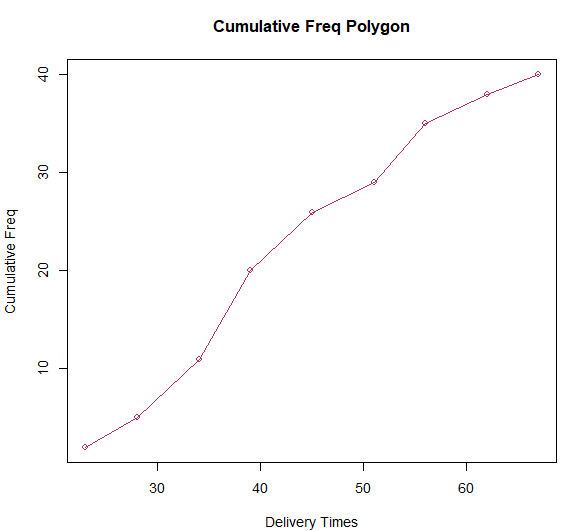 Cumulative Freq Polygon
Cumulative Freq
40
30
20
10
30 40 50 60
Delivery Times